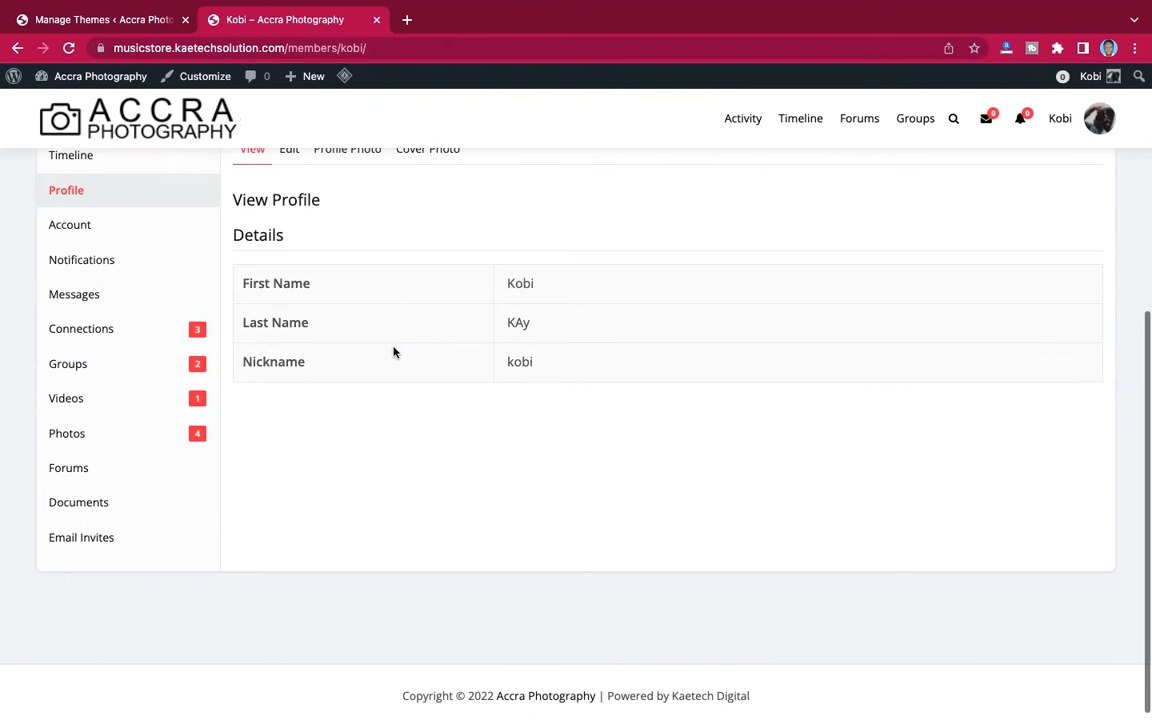 Manage Themes ‹ Accra Photo
Kobi – Accra Photography
musicstore.kaetechsolution.com/members/kobi/
Accra Photography
Customize
0
New
0
Kobi
ACCRA
PHOTOGRAPHY
Activity
Timeline
Forums
Groups
0
0
Kobi
Timeline
View
Edit
Profile Photo
Cover Photo
Profile
Account
Notifications
Messages
Connections 3
Groups 2
Videos 1
Photos 4
Forums
Documents
Email Invites
View Profile
Details
First Name Kobi
Last Name KAy
Nickname kobi
Copyright © 2022 Accra Photography | Powered by Kaetech Digital